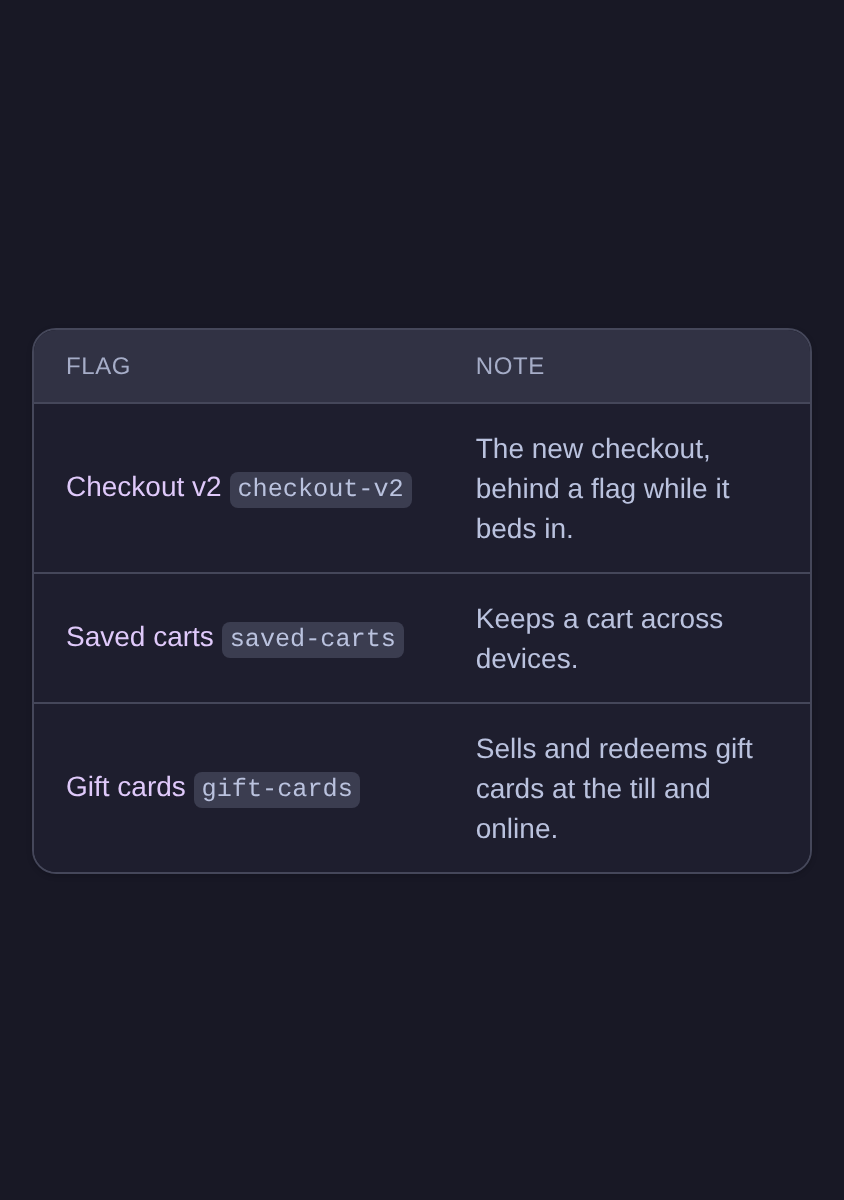 FLAG NOTE
Checkout v2 checkout-v2
The new checkout,
behind a flag while it
beds in.
Saved carts saved-carts
Keeps a cart across
devices.
Gift cards gift-cards
Sells and redeems gift
cards at the till and
online.